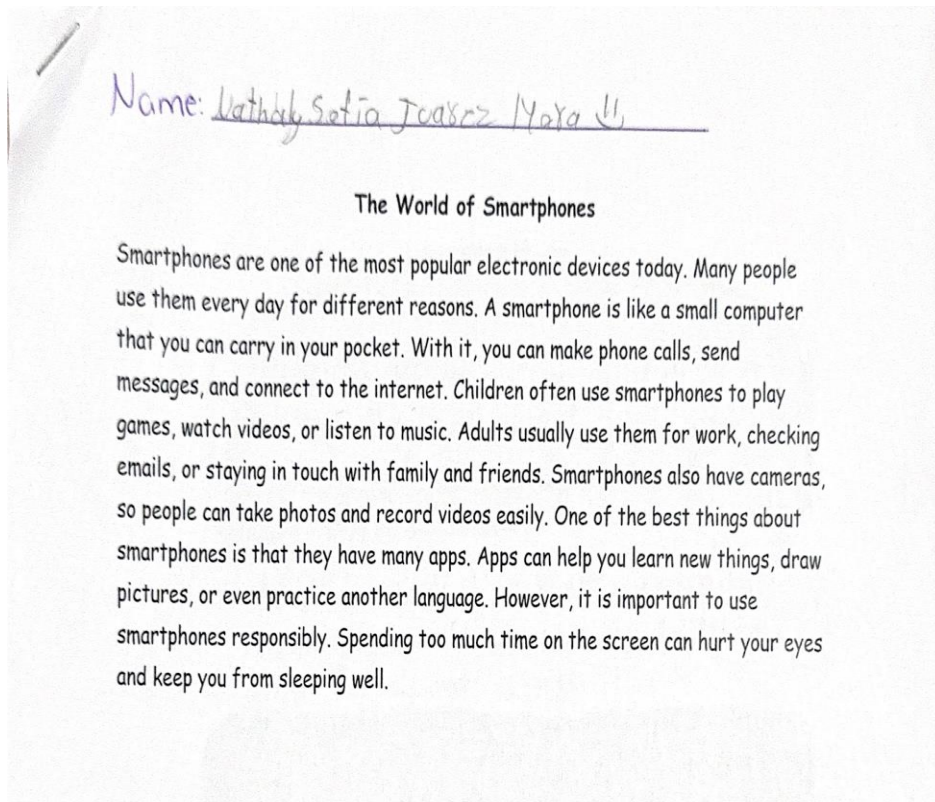 Name: Nathaly Sofia Juarez Mora
The World of Smartphones
Smartphones are one of the most popular electronic devices today. Many people
use them every day for different reasons. A smartphone is like a small computer
that you can carry in your pocket. With it, you can make phone calls, send
messages, and connect to the internet. Children often use smartphones to play
games, watch videos, or listen to music. Adults usually use them for work, checking
emails, or staying in touch with family and friends. Smartphones also have cameras,
so people can take photos and record videos easily. One of the best things about
smartphones is that they have many apps. Apps can help you learn new things, draw
pictures, or even practice another language. However, it is important to use
smartphones responsibly. Spending too much time on the screen can hurt your eyes
and keep you from sleeping well.